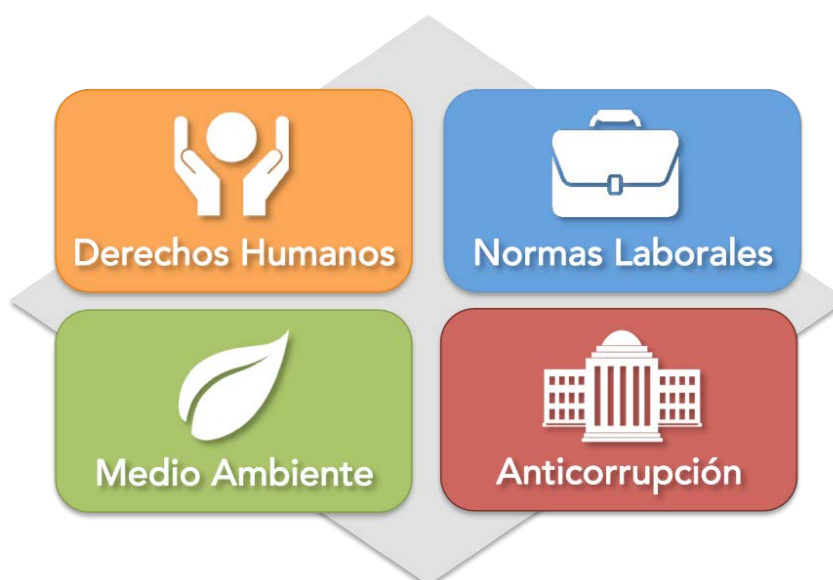 Derechos Humanos
Normas Laborales
Medio Ambiente
Anticorrupción